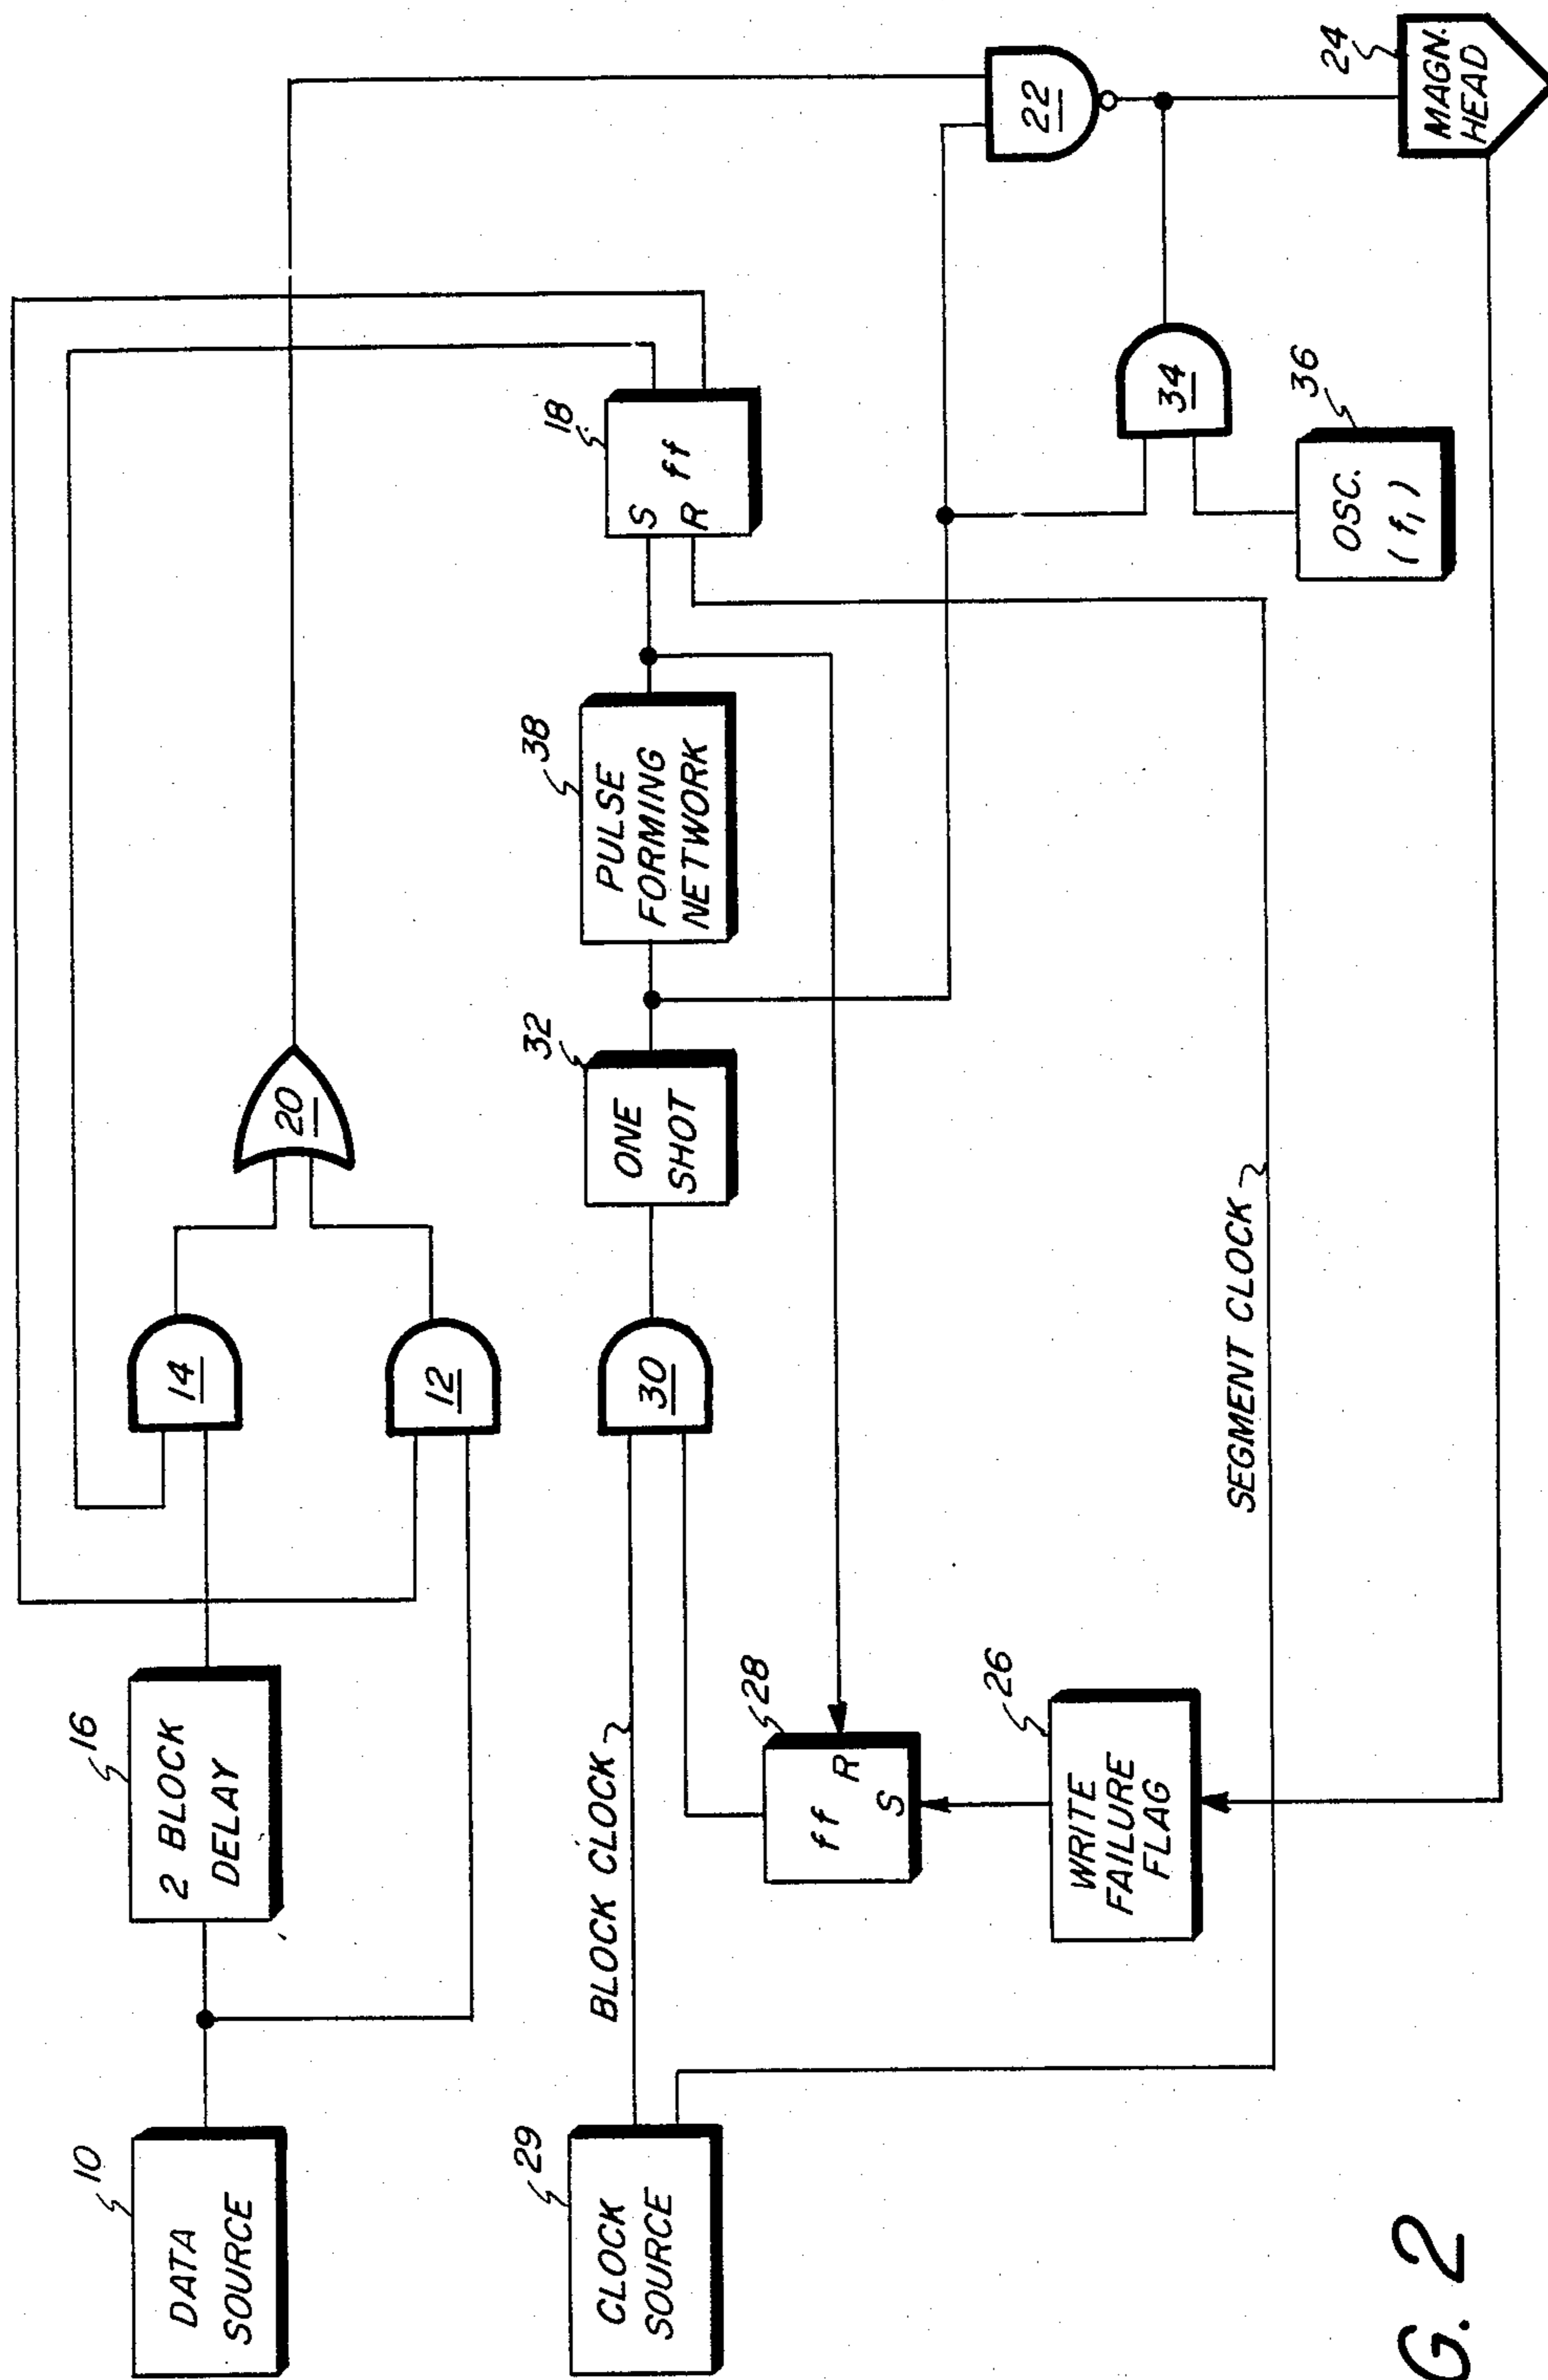 10
DATA
SOURCE
16
2 BLOCK
DELAY
14
12
20
29
CLOCK
SOURCE
BLOCK CLOCK
28
ff
R
S
26
WRITE
FAILURE
FLAG
30
32
ONE
SHOT
38
PULSE
FORMING
NETWORK
18
S
R ff
SEGMENT CLOCK
22
34
36
OSC.
(f1)
24
MAGN.
HEAD
G. 2